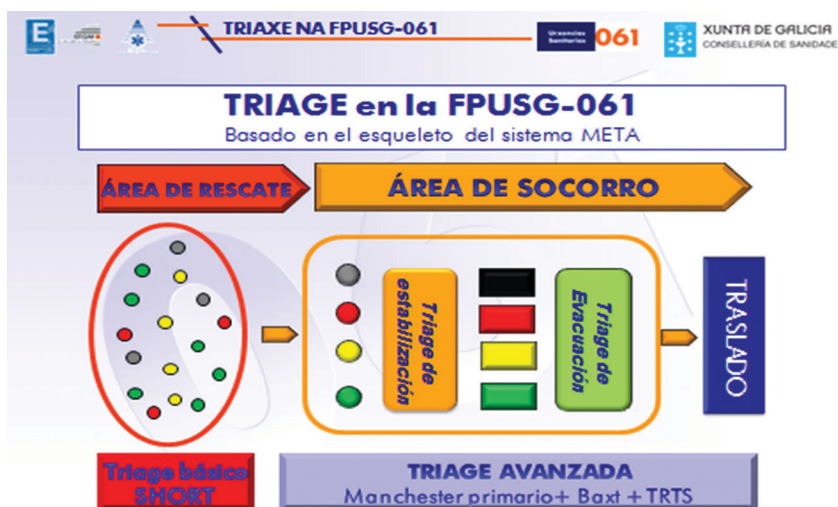 E
TRIAXE NA FPUSG-061
Urxencias
Sanitarias
061
XUNTA DE GALICIA
CONSELLERÍA DE SANIDADE
TRIAGE en la FPUSG-061
Basado en el esqueleto del sistema META
ÁREA DE RESCATE
ÁREA DE SOCORRO
Triage de
estabilización
Triage de
Evacuación
TRASLADO
Triage básico
SHORT
TRIAGE AVANZADA
Manchester primario+ Baxt + TRTS